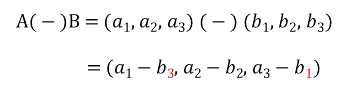 A(−)B = (a₁, a₂, a₃) (−) (b₁, b₂, b₃)
= (a₁ − b₃, a₂ − b₂, a₃ − b₁)